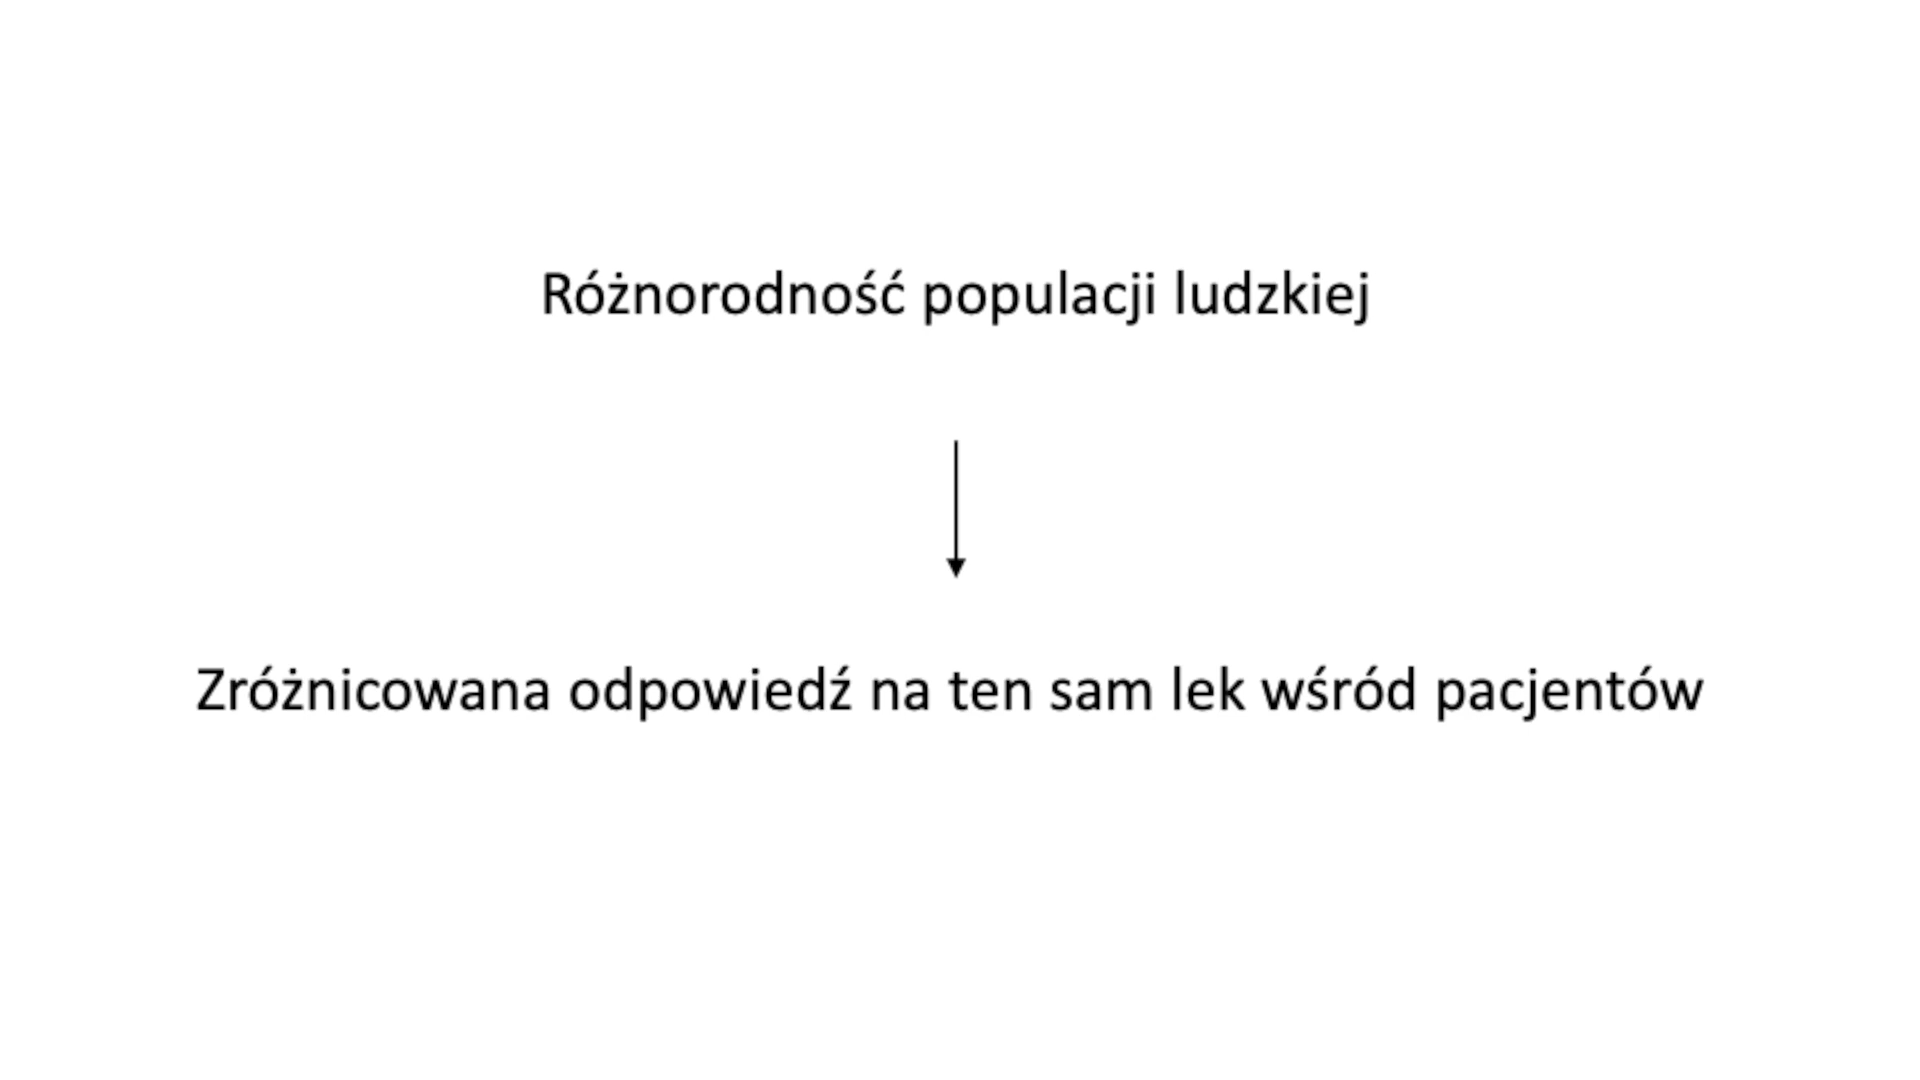 Różnorodność populacji ludzkiej
Zróżnicowana odpowiedź na ten sam lek wśród pacjentów